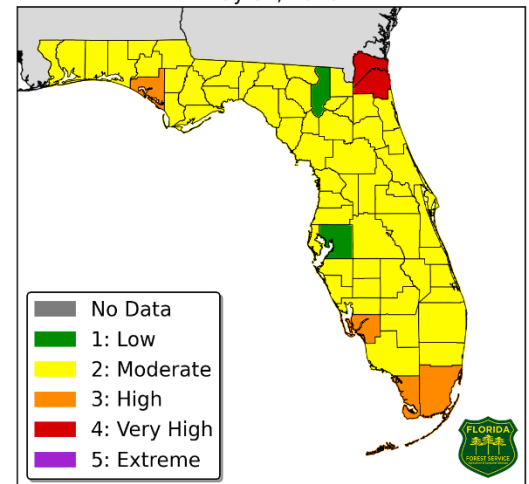 No Data
1: Low
2: Moderate
3: High
4: Very High
5: Extreme
FLORIDA
FOREST SERVICE